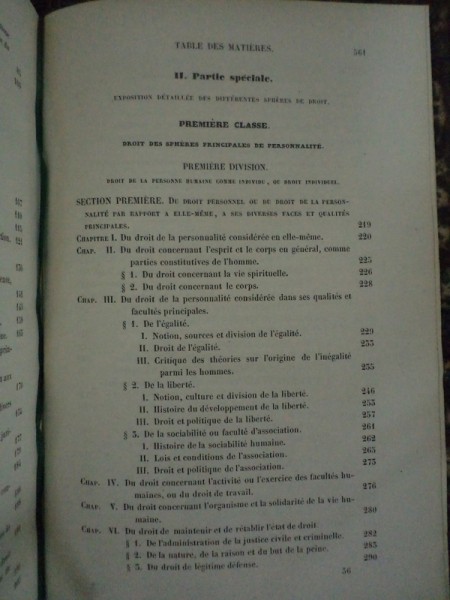 TABLE DES MATIÈRES. 561
II. Partie spéciale.
EXPOSITION DÉTAILLÉE DES DIFFÉRENTES SPHÈRES DE DROIT.
PREMIÈRE CLASSE.
DROIT DES SPHÈRES PRINCIPALES DE PERSONNALITÉ.
PREMIÈRE DIVISION.
DROIT DE LA PERSONNE HUMAINE COMME INDIVIDU, OU DROIT INDIVIDUEL.
SECTION PREMIÈRE. DE DROIT PERSONNEL OU DE DROIT DE LA PERSON-
NALITÉ PAR RAPPORT A ELLE-MÊME, A SES DIVERSES FACES ET QUALITÉS
PRINCIPALES. 219
CHAPITRE I. Du droit de la personnalité considérée en elle-même. 220
CHAP. II. Du droit concernant l'esprit et le corps en général, comme
parties constitutives de l'homme. 225
§ 1. Du droit concernant la vie spirituelle. 226
§ 2. Du droit concernant le corps. 228
CHAP. III. Du droit de la personnalité considérée dans ses qualités et
facultés principales.
§ 1. De l'égalité.
I. Notion, sources et division de l'égalité. 229
II. Droit de l'égalité. 233
III. Critique des théories sur l'origine de l'inégalité
parmi les hommes. 235
§ 2. De la liberté.
I. Notion, culture et division de la liberté. 246
II. Histoire du développement de la liberté. 253
III. Droit et politique de la liberté. 257
§ 3. De la sociabilité ou faculté d'association. 261
I. Histoire de la sociabilité humaine. 262
II. Lois et conditions de l'association. 265
III. Droit et politique de l'association. 273
CHAP. IV. Du droit concernant l'activité ou l'exercice des facultés hu-
maines, ou du droit de travail. 276
CHAP. V. Du droit concernant l'organisme et la solidarité de la vie hu-
maine. 280
CHAP. VI. Du droit de maintenir et de rétablir l'état de droit.
§ 1. De l'administration de la justice civile et criminelle. 282
§ 2. De la nature, de la raison et du but de la peine. 285
§ 3. Du droit de légitime défense. 290
36